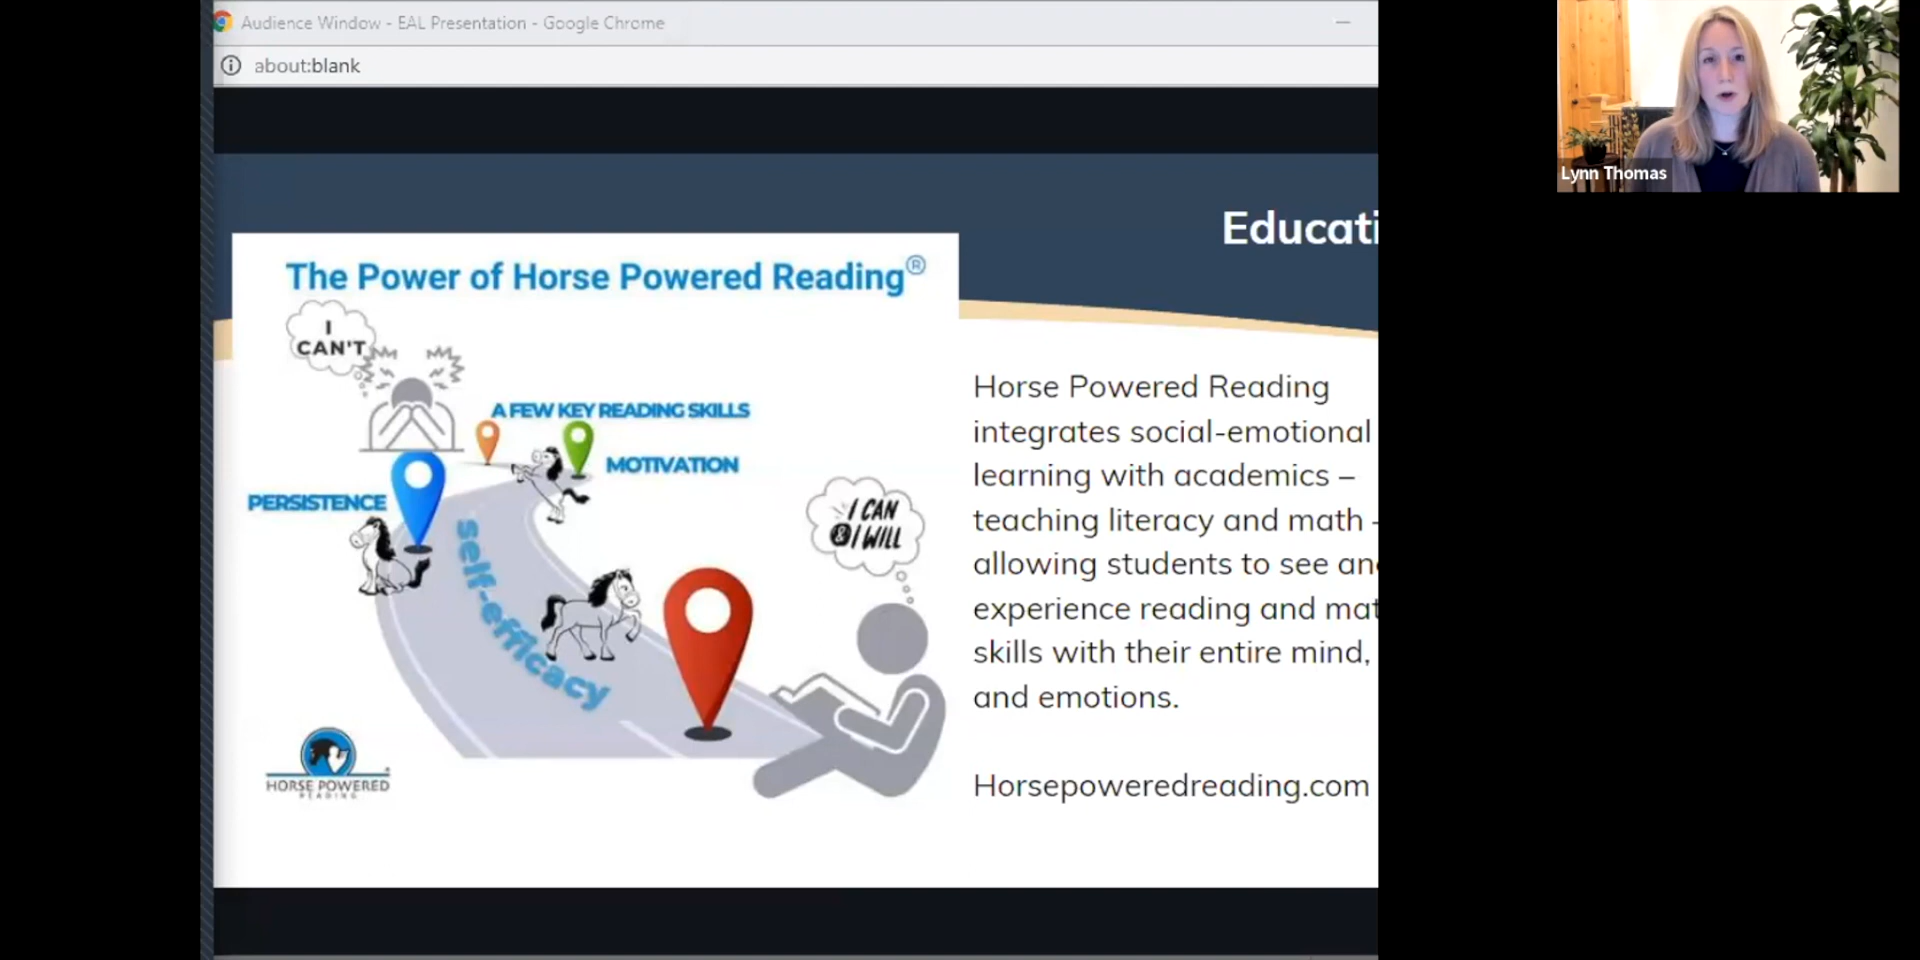 Audience Window - EAL Presentation - Google Chrome
about:blank
Lynn Thomas
Educati
The Power of Horse Powered Reading®
I
CAN'T
A FEW KEY READING SKILLS
MOTIVATION
PERSISTENCE
self-efficacy
I CAN
& I WILL
HORSE POWERED
READING
Horse Powered Reading
integrates social-emotional
learning with academics –
teaching literacy and math -
allowing students to see an
experience reading and mat
skills with their entire mind,
and emotions.
Horsepoweredreading.com